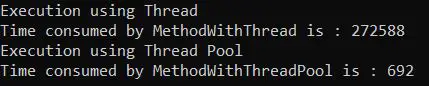 Execution using Thread
Time consumed by MethodWithThread is : 272588
Execution using Thread Pool
Time consumed by MethodWithThreadPool is : 692